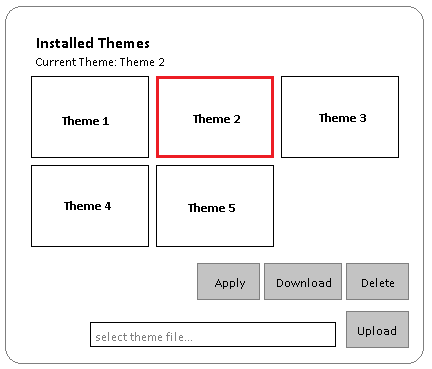 Installed Themes
Current Theme: Theme 2
Theme 1
Theme 2
Theme 3
Theme 4
Theme 5
Apply
Download
Delete
select theme file...
Upload